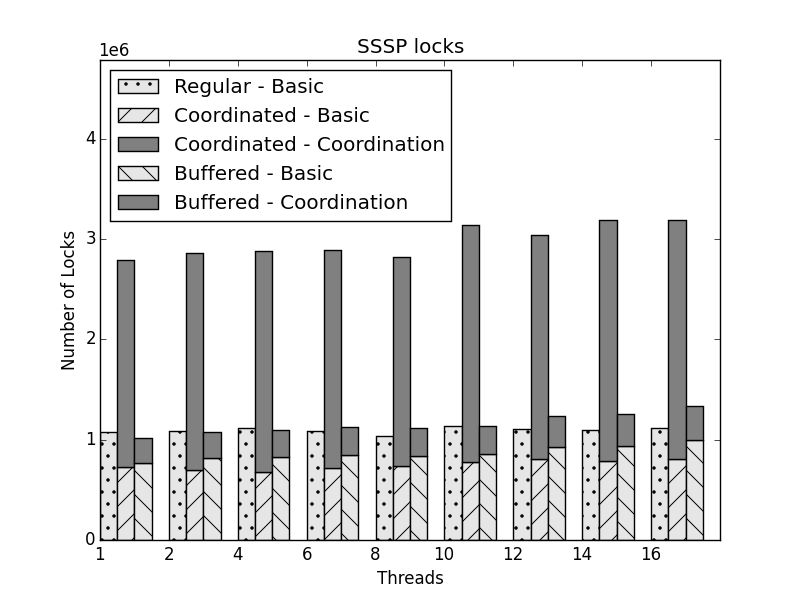 SSSP locks
1e6
Regular - Basic
Coordinated - Basic
Coordinated - Coordination
Buffered - Basic
Buffered - Coordination
4
3
2
1
0
Number of Locks
1 2 4 6 8 10 12 14 16
Threads